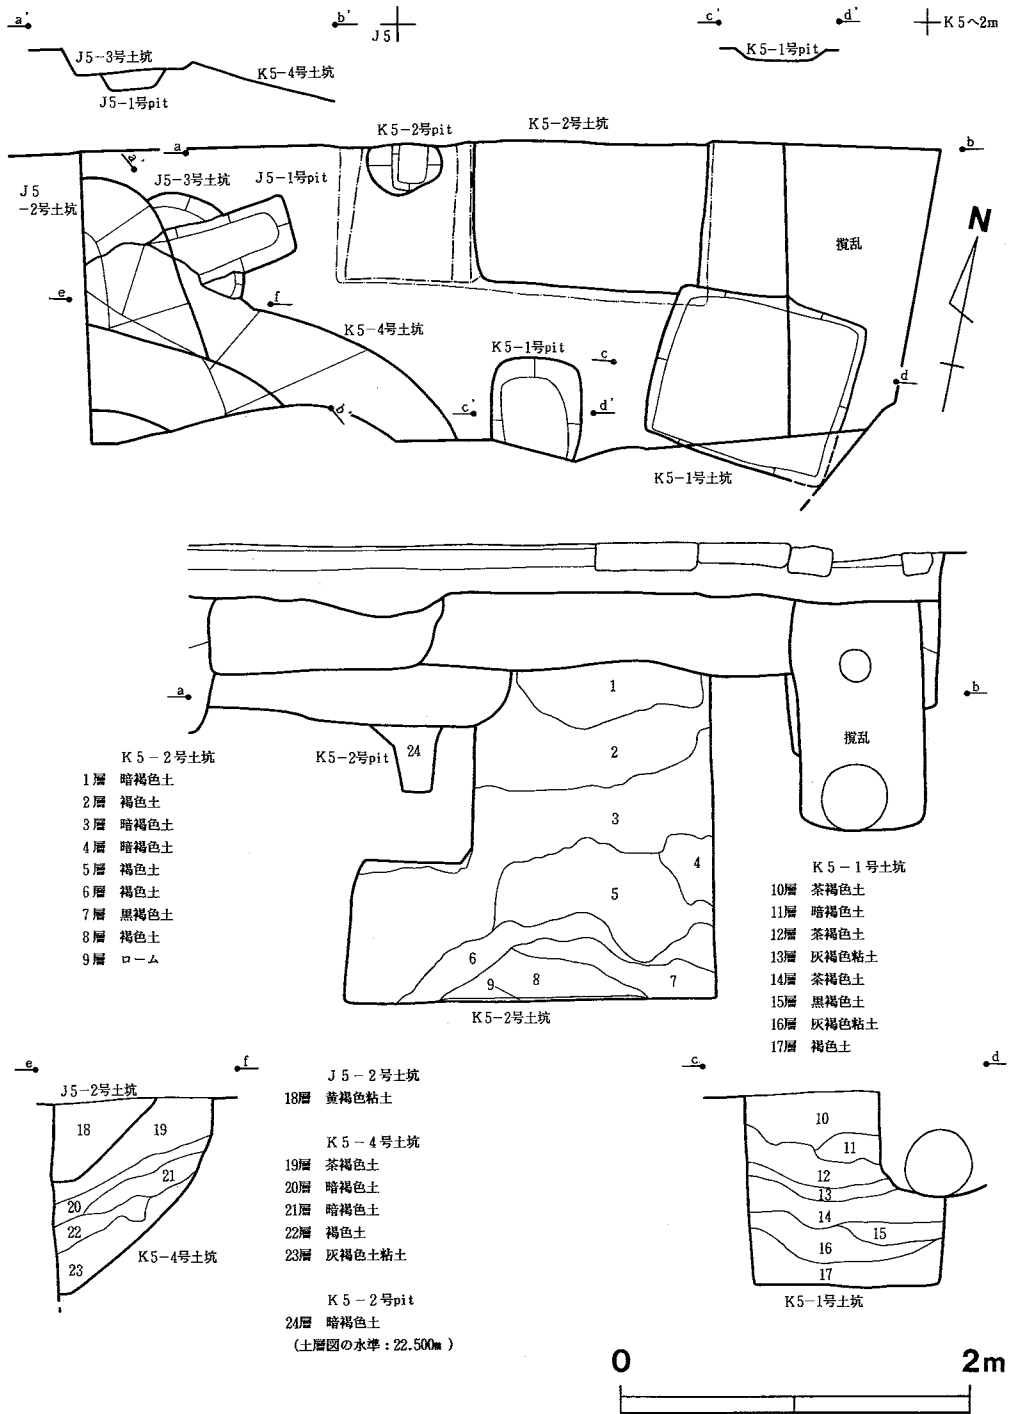 a' b' J5 c' d' K5へ2m
J5-3号土坑
K5-4号土坑
J5-1号pit
K5-1号pit
K5-2号pit
K5-2号土坑
a
b
a'
J5-3号土坑
J5-1号pit
J5
-2号土坑
N
攪乱
e
f
K5-4号土坑
K5-1号pit
c
d
b'
c'
d'
K5-1号土坑
a
b
1
2
3
4
5
6
7
8
9
24
K5-2号pit
攪乱
K5-2号土坑
K5-2号土坑
1層 暗褐色土
2層 褐色土
3層 暗褐色土
4層 暗褐色土
5層 褐色土
6層 褐色土
7層 黒褐色土
8層 褐色土
9層 ローム
K5-1号土坑
10層 茶褐色土
11層 暗褐色土
12層 茶褐色土
13層 灰褐色粘土
14層 茶褐色土
15層 黒褐色土
16層 灰褐色粘土
17層 褐色土
e
f
J5-2号土坑
18
19
20
21
22
23
K5-4号土坑
J5-2号土坑
18層 黄褐色粘土
K5-4号土坑
19層 茶褐色土
20層 暗褐色土
21層 暗褐色土
22層 褐色土
23層 灰褐色土粘土
K5-2号pit
24層 暗褐色土
(土層図の水準:22.500m)
c
d
10
11
12
13
14
15
16
17
K5-1号土坑
0 2m